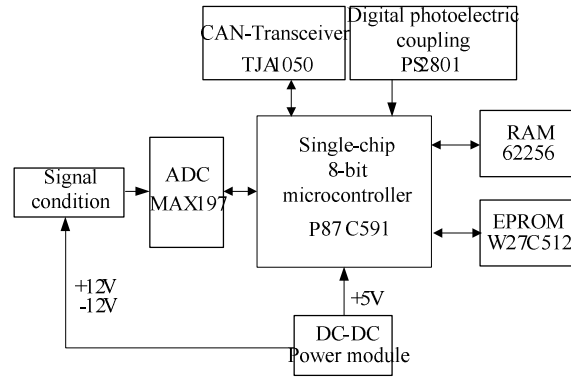 CAN-Transceiver
TJA1050
Digital photoelectric
coupling
PS2801
Single-chip
8-bit
microcontroller
P87C591
RAM
62256
ADC
MAX197
Signal
condition
EPROM
W27C512
+12V
-12V
+5V
DC-DC
Power module